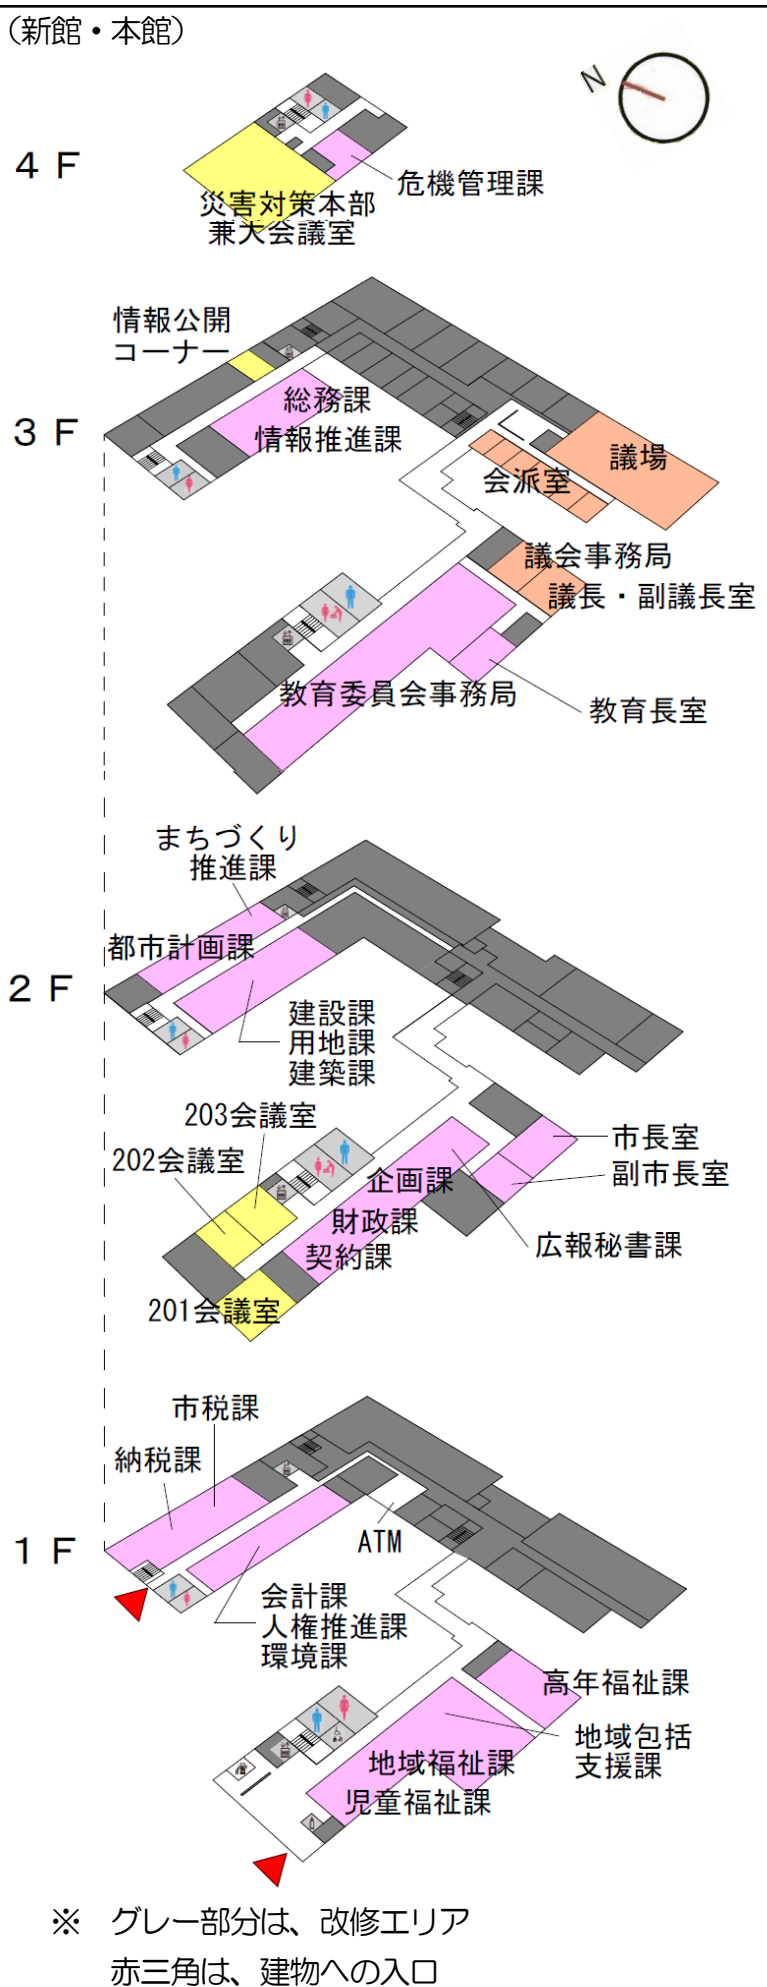 （新館・本館）
N
４Ｆ
危機管理課
災害対策本部
兼大会議室
情報公開
コーナー
３Ｆ
総務課
情報推進課
議場
会派室
議会事務局
議長・副議長室
教育委員会事務局
教育長室
まちづくり
推進課
都市計画課
２Ｆ
建設課
用地課
建築課
203会議室
202会議室
市長室
副市長室
企画課
財政課
契約課
広報秘書課
201会議室
市税課
納税課
１Ｆ
ATM
会計課
人権推進課
環境課
高年福祉課
地域包括
支援課
地域福祉課
児童福祉課
※　グレー部分は、改修エリア
赤三角は、建物への入口